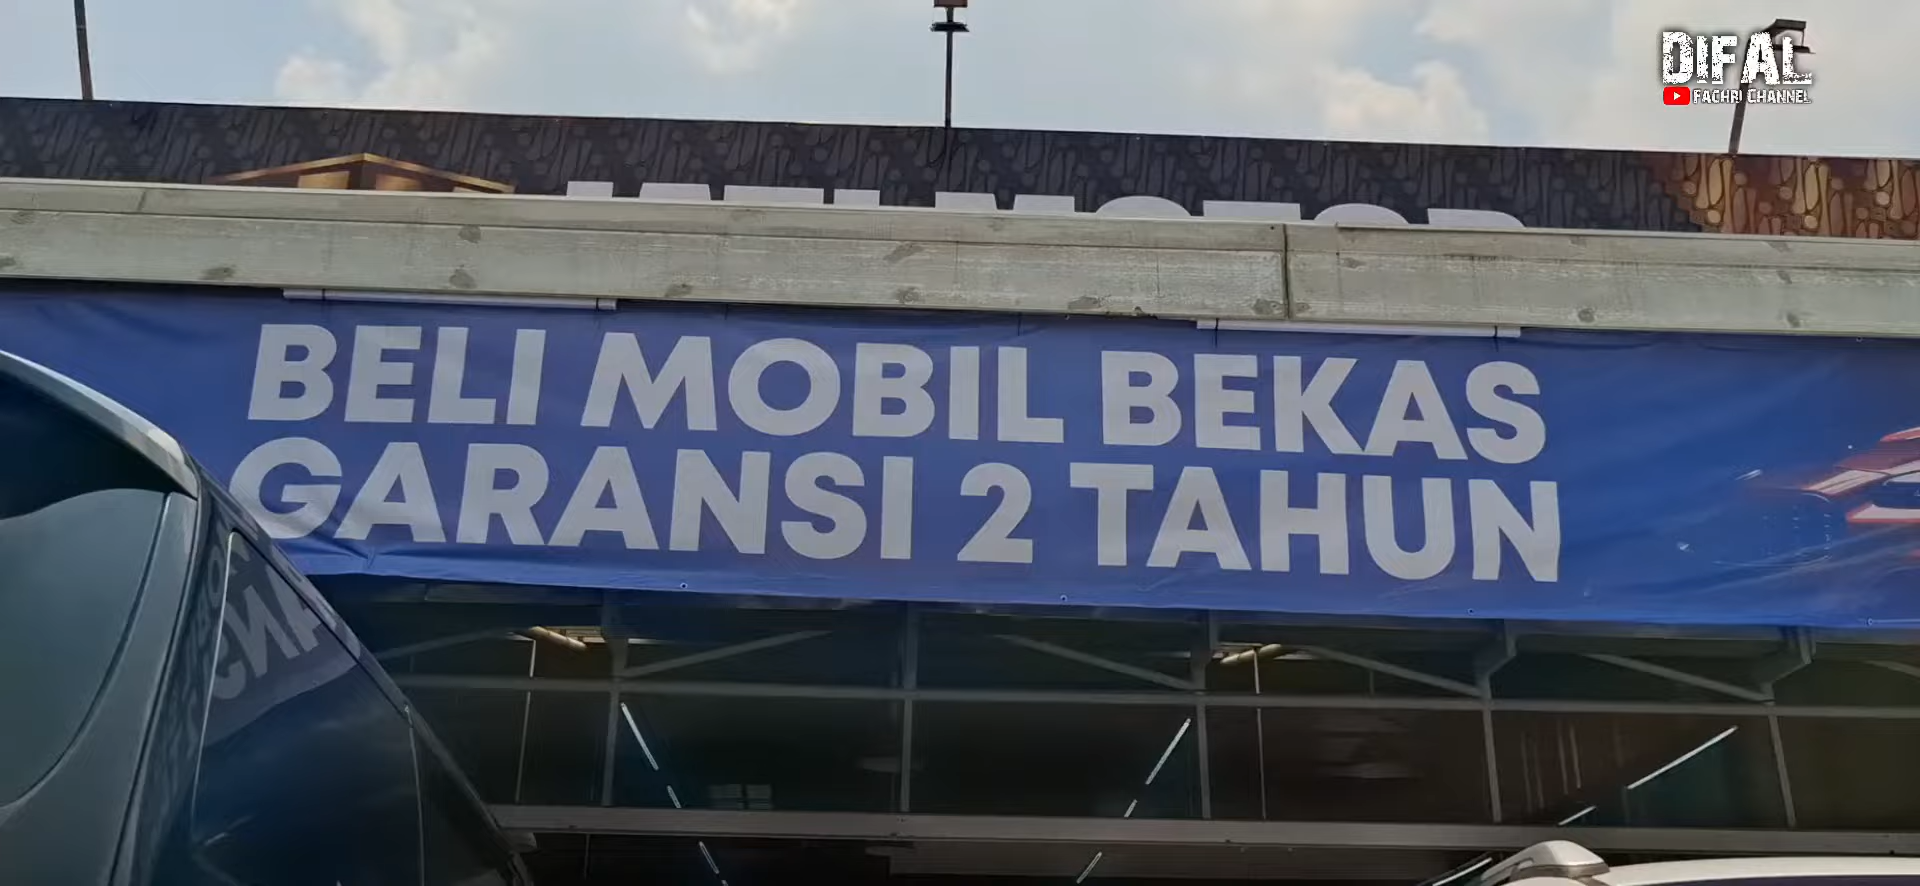 DIFAL
FACHRI CHANNEL
BELI MOBIL BEKAS
GARANSI 2 TAHUN